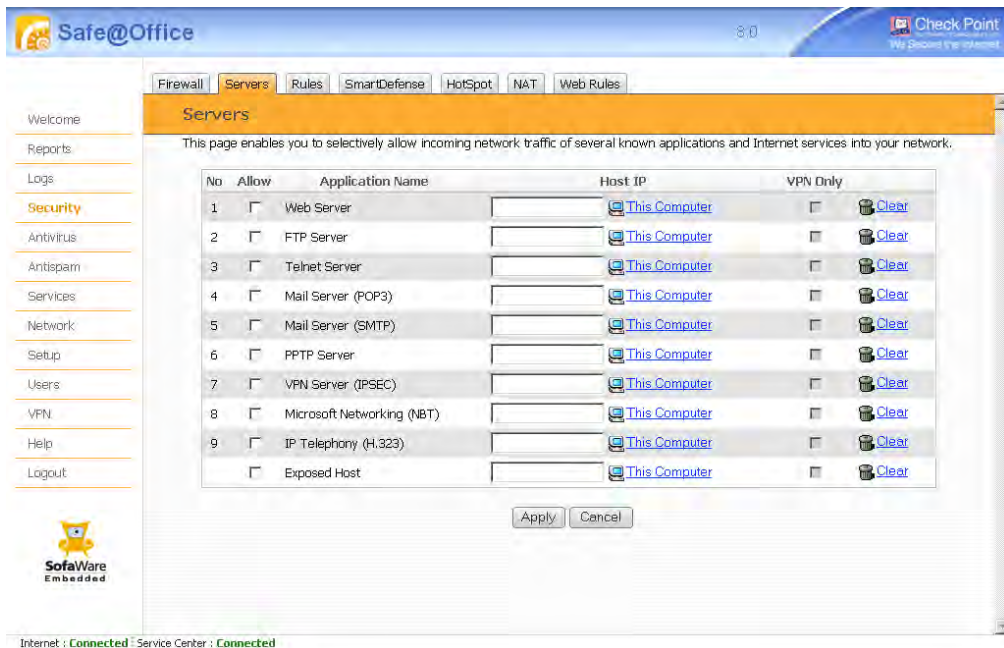 Safe@Office
8.0
Check Point
We Secure the Internet
Firewall Servers Rules SmartDefense HotSpot NAT Web Rules
Servers
This page enables you to selectively allow incoming network traffic of several known applications and Internet services into your network.
Welcome
Reports
Logs
Security
Antivirus
Antispam
Services
Network
Setup
Users
VPN
Help
Logout
No Allow Application Name Host IP VPN Only
1 Web Server This Computer Clear
2 FTP Server This Computer Clear
3 Telnet Server This Computer Clear
4 Mail Server (POP3) This Computer Clear
5 Mail Server (SMTP) This Computer Clear
6 PPTP Server This Computer Clear
7 VPN Server (IPSEC) This Computer Clear
8 Microsoft Networking (NBT) This Computer Clear
9 IP Telephony (H.323) This Computer Clear
Exposed Host This Computer Clear
Apply Cancel
SofaWare
Embedded
Internet : Connected Service Center : Connected